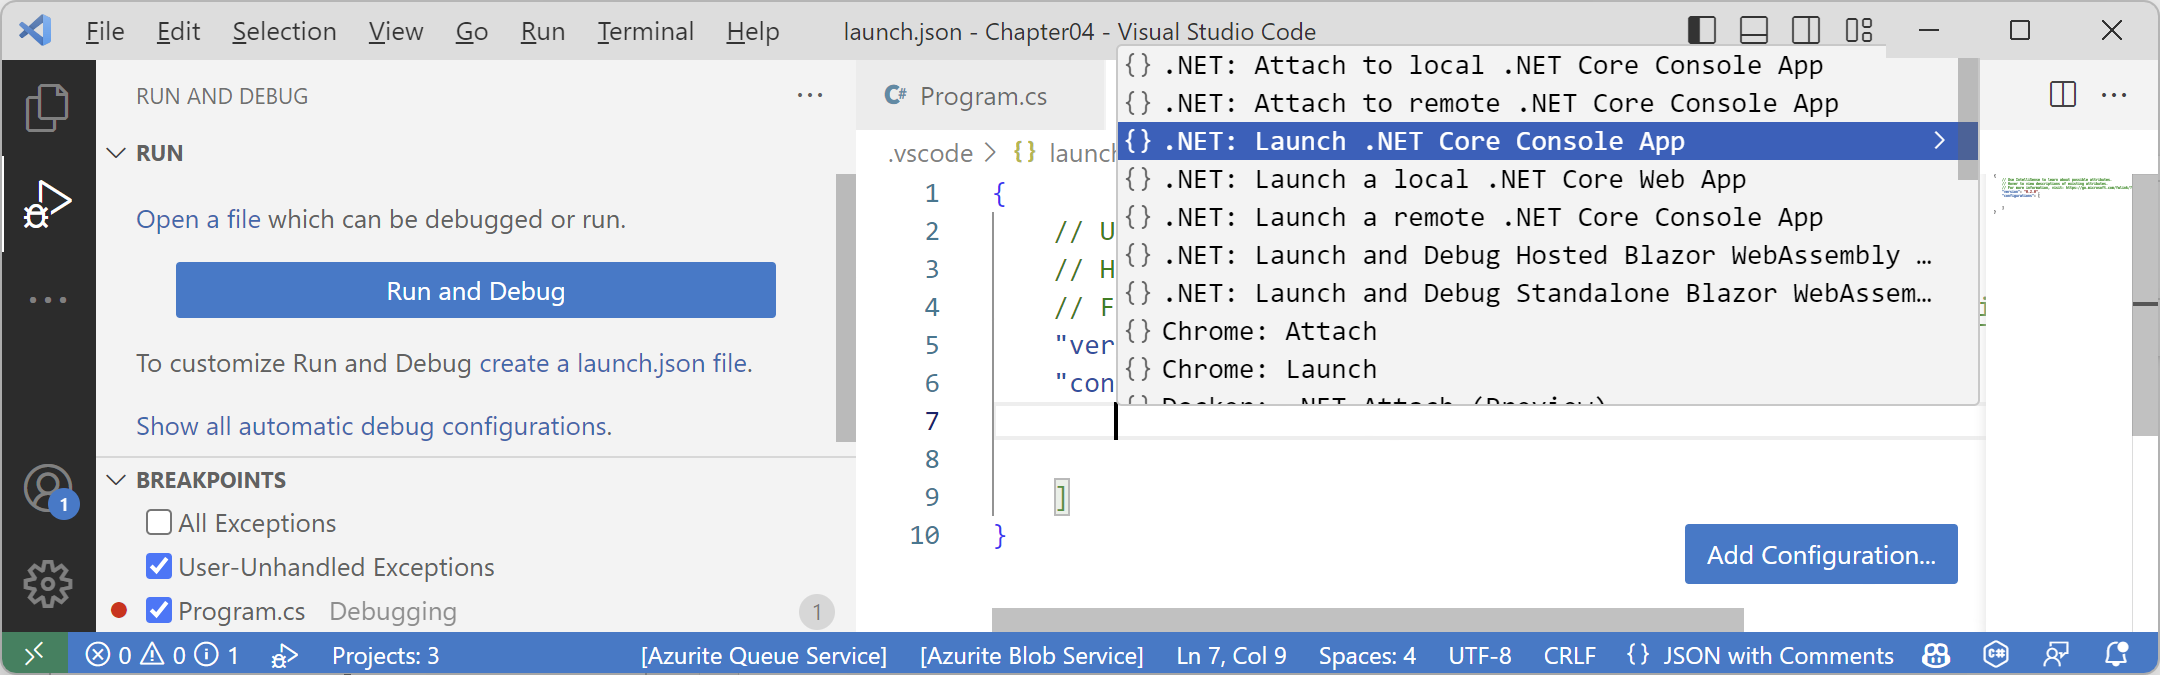 File Edit Selection View Go Run Terminal Help launch.json - Chapter04 - Visual Studio Code
RUN AND DEBUG ...
RUN
Open a file which can be debugged or run.
Run and Debug
To customize Run and Debug create a launch.json file.
Show all automatic debug configurations.
BREAKPOINTS
All Exceptions
User-Unhandled Exceptions
Program.cs Debugging 1
1
C# Program.cs
.vscode > {} launch
1 {
2 // U
3 // H
4 // F
5 "ver
6 "con
7
8
9 ]
10 }
{} .NET: Attach to local .NET Core Console App
{} .NET: Attach to remote .NET Core Console App
{} .NET: Launch .NET Core Console App >
{} .NET: Launch a local .NET Core Web App
{} .NET: Launch a remote .NET Core Console App
{} .NET: Launch and Debug Hosted Blazor WebAssembly …
{} .NET: Launch and Debug Standalone Blazor WebAssem…
{} Chrome: Attach
{} Chrome: Launch
{} Docker: .NET Attach (Preview)
Add Configuration...
0 0 1 Projects: 3 [Azurite Queue Service] [Azurite Blob Service] Ln 7, Col 9 Spaces: 4 UTF-8 CRLF {} JSON with Comments